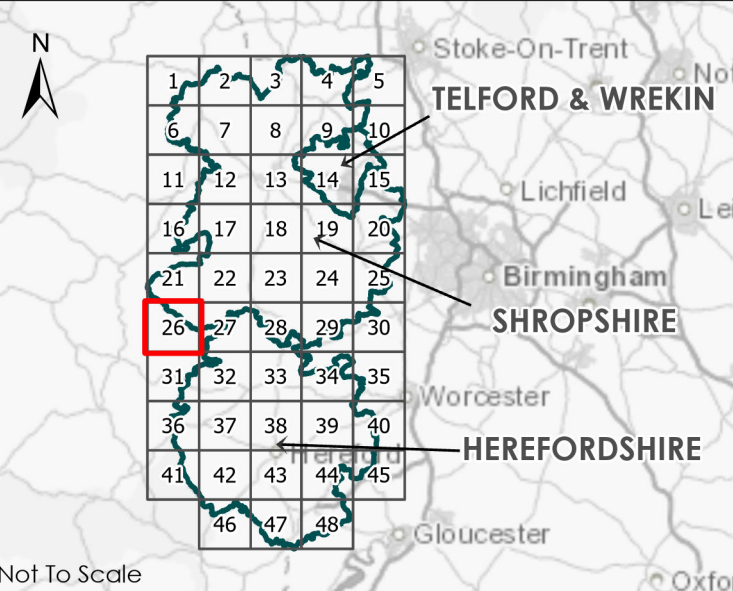 N
Stoke-On-Trent
1 2 3 4 5
TELFORD & WREKIN
6 7 8 9 10
11 12 13 14 15
Lichfield
16 17 18 19 20
21 22 23 24 25
Birmingham
SHROPSHIRE
26 27 28 29 30
31 32 33 34 35
Worcester
36 37 38 39 40
Hereford
HEREFORDSHIRE
41 42 43 44 45
46 47 48
Gloucester
Not To Scale